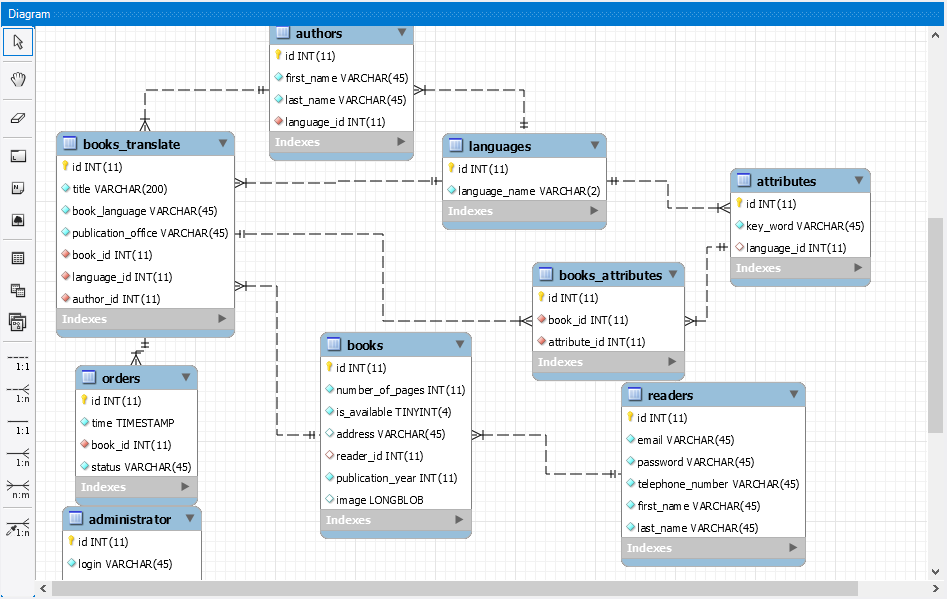 Diagram
authors
id INT(11)
first_name VARCHAR(45)
last_name VARCHAR(45)
language_id INT(11)
Indexes
books_translate
id INT(11)
title VARCHAR(200)
book_language VARCHAR(45)
publication_office VARCHAR(45)
book_id INT(11)
language_id INT(11)
author_id INT(11)
Indexes
languages
id INT(11)
language_name VARCHAR(2)
Indexes
attributes
id INT(11)
key_word VARCHAR(45)
language_id INT(11)
Indexes
books_attributes
id INT(11)
book_id INT(11)
attribute_id INT(11)
Indexes
books
id INT(11)
number_of_pages INT(11)
is_available TINYINT(4)
address VARCHAR(45)
reader_id INT(11)
publication_year INT(11)
image LONGBLOB
Indexes
orders
id INT(11)
time TIMESTAMP
book_id INT(11)
status VARCHAR(45)
Indexes
readers
id INT(11)
email VARCHAR(45)
password VARCHAR(45)
telephone_number VARCHAR(45)
first_name VARCHAR(45)
last_name VARCHAR(45)
Indexes
administrator
id INT(11)
login VARCHAR(45)
1:1
1:n
1:1
1:n
n:m
1:n